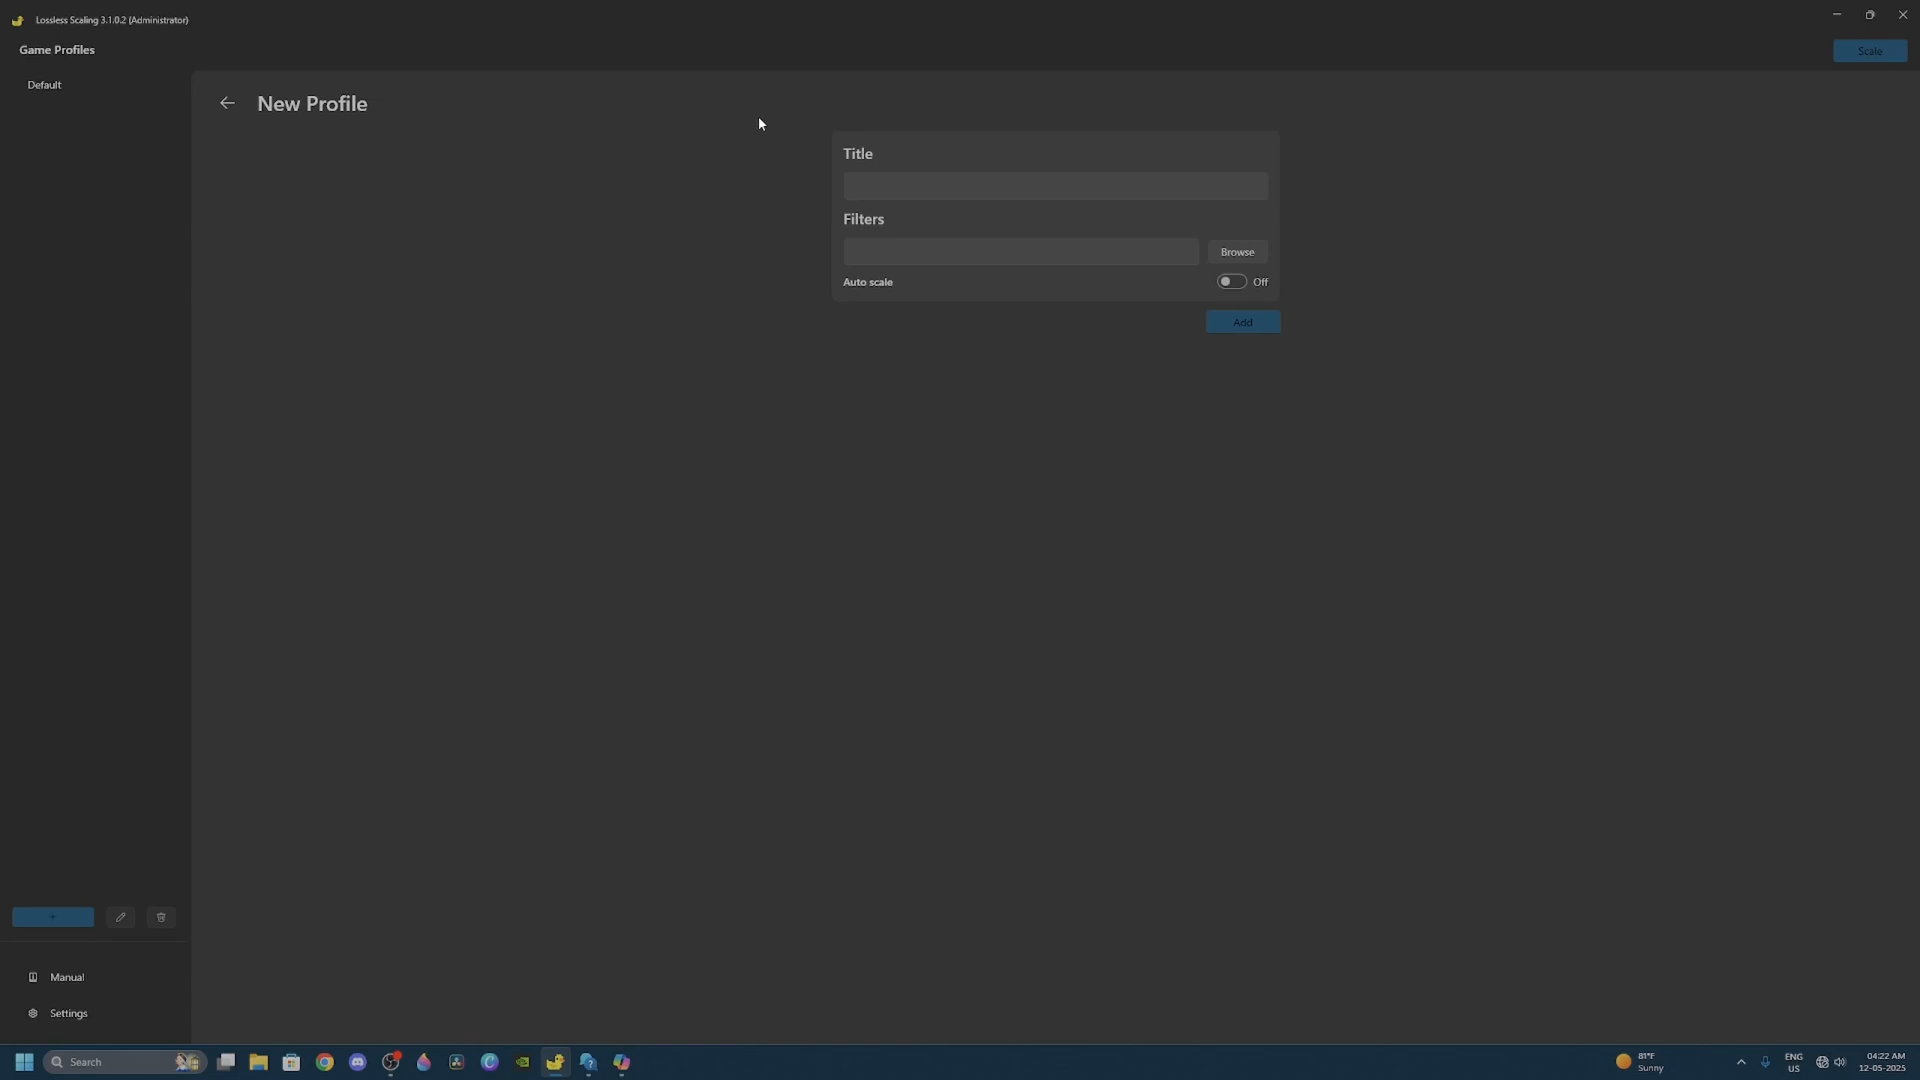 Lossless Scaling 3.1.0.2 (Administrator)
Game Profiles
Scale
Default
New Profile
Title
Filters
Browse
Auto scale
Off
Add
+
Manual
Settings
Search
81°F
Sunny
ENG
US
04:22 AM
12-05-2025